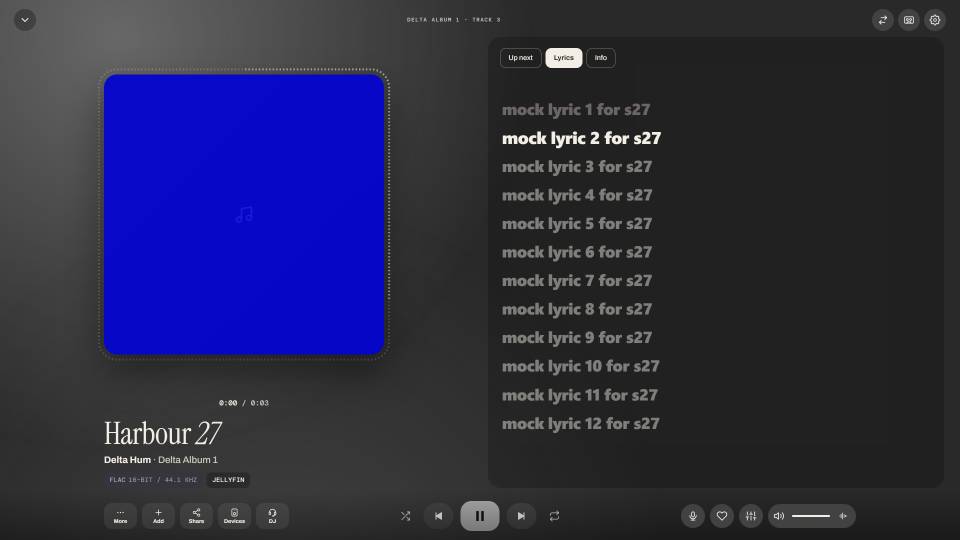 DELTA ALBUM 1 · TRACK 3
Up next
Lyrics
Info
mock lyric 1 for s27
mock lyric 2 for s27
mock lyric 3 for s27
mock lyric 4 for s27
mock lyric 5 for s27
mock lyric 6 for s27
mock lyric 7 for s27
mock lyric 8 for s27
mock lyric 9 for s27
mock lyric 10 for s27
mock lyric 11 for s27
mock lyric 12 for s27
0:00 / 0:03
Harbour 27
Delta Hum · Delta Album 1
FLAC 16-BIT / 44.1 KHZ
JELLYFIN
More
Add
Share
Devices
DJ